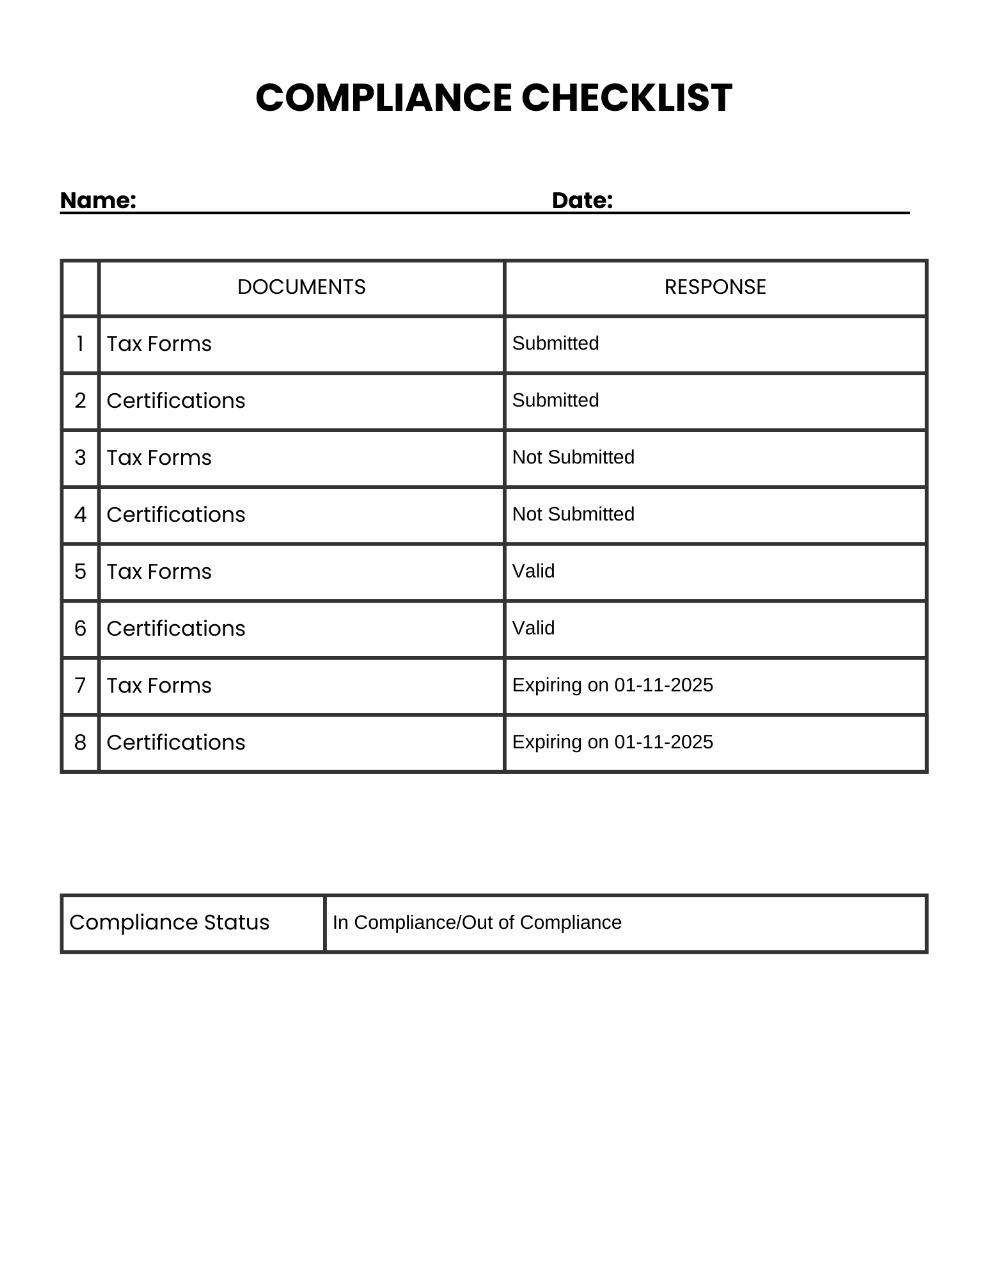 COMPLIANCE CHECKLIST
Name: Date:
DOCUMENTS RESPONSE
1 Tax Forms Submitted
2 Certifications Submitted
3 Tax Forms Not Submitted
4 Certifications Not Submitted
5 Tax Forms Valid
6 Certifications Valid
7 Tax Forms Expiring on 01-11-2025
8 Certifications Expiring on 01-11-2025
Compliance Status In Compliance/Out of Compliance